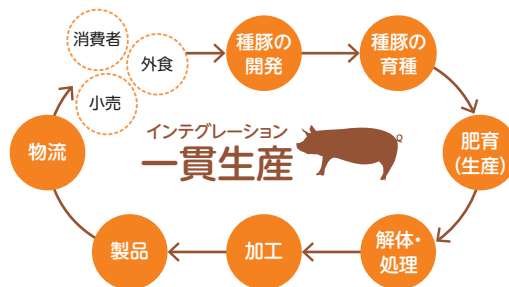 消費者
外食
小売
種豚の
開発
種豚の
育種
肥育
(生産)
解体・
処理
加工
製品
物流
インテグレーション
一貫生産